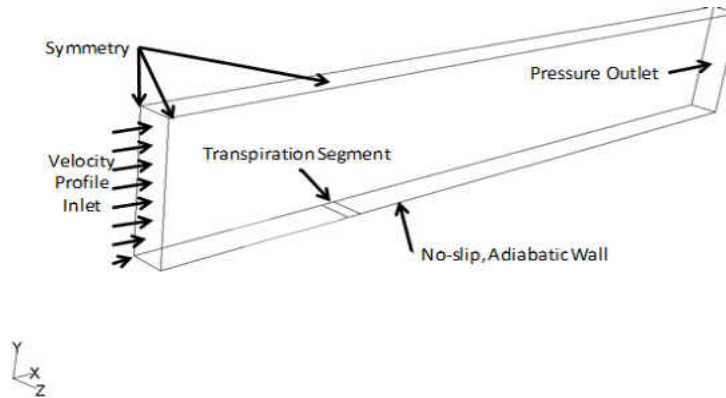 Symmetry
Pressure Outlet
Transpiration Segment
Velocity
Profile
Inlet
No-slip, Adiabatic Wall
Y
X
Z